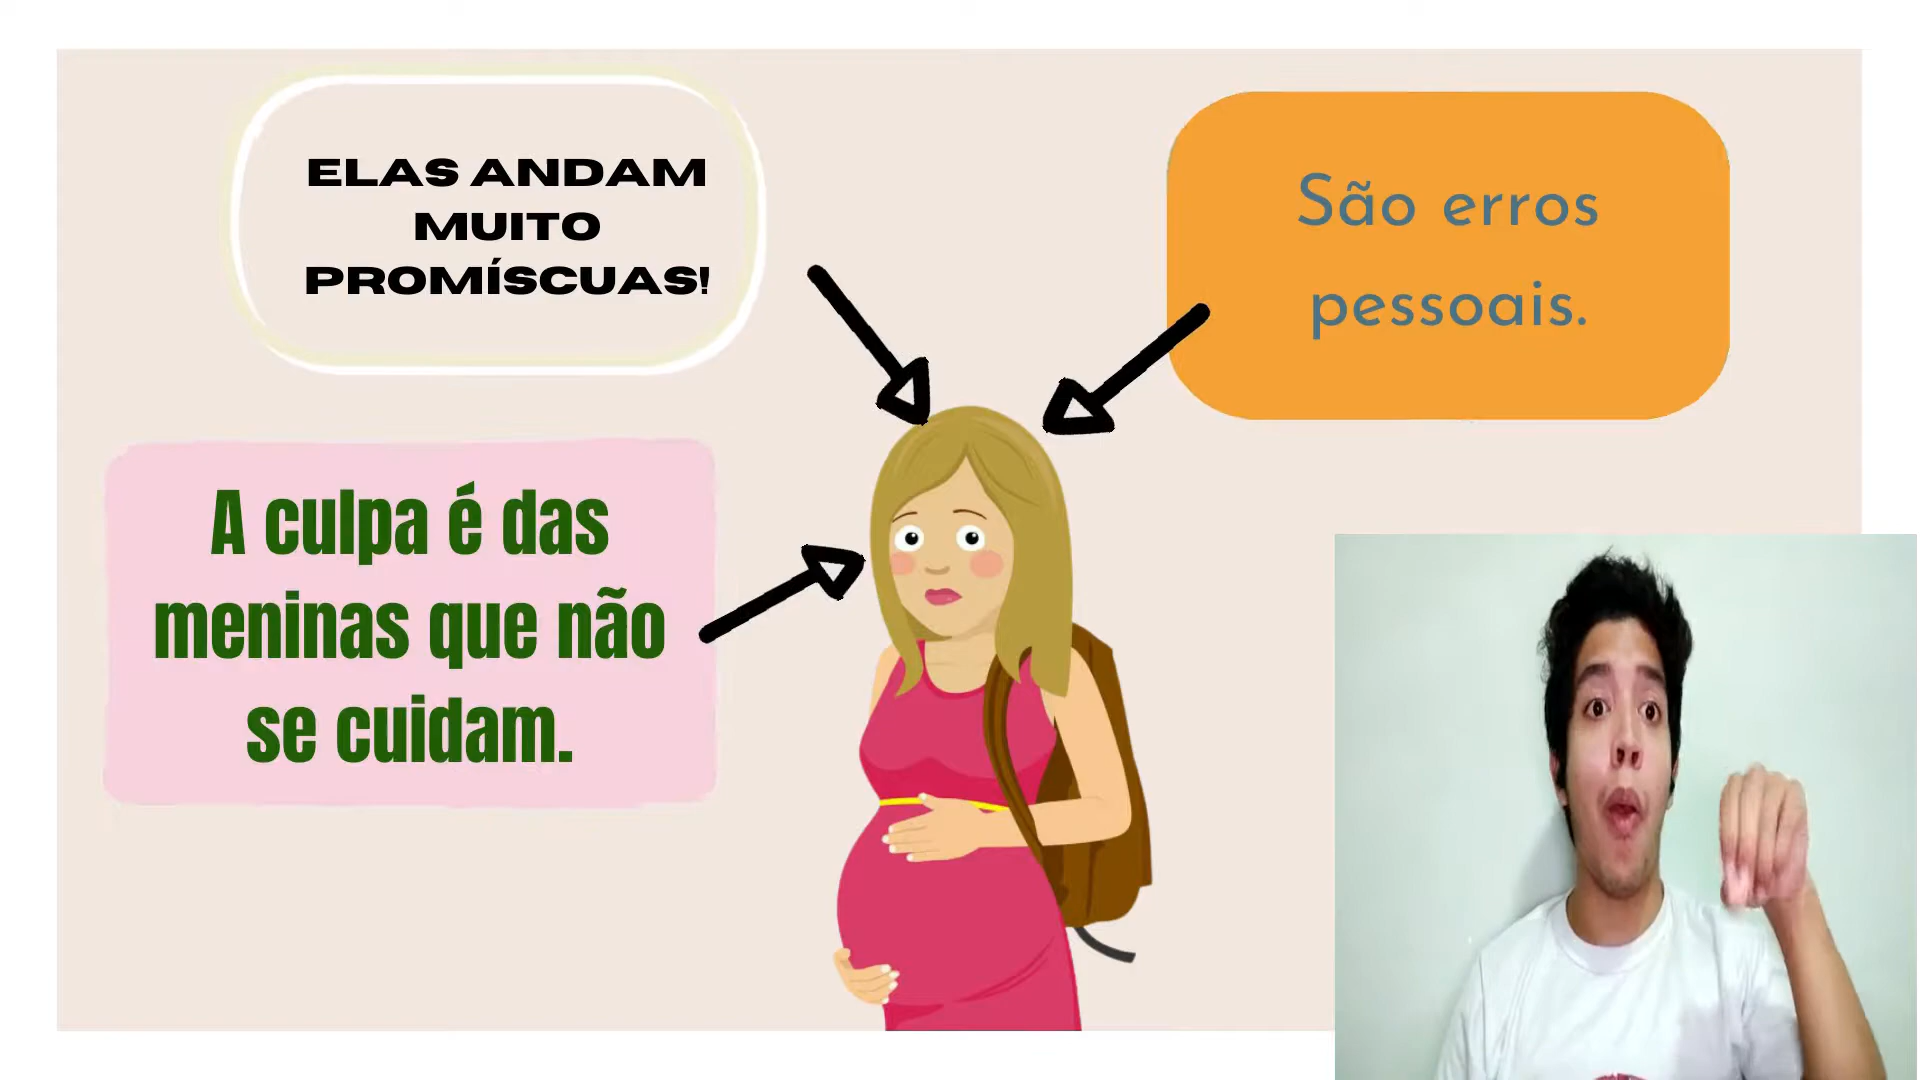 ELAS ANDAM
MUITO
PROMÍSCUAS!
São erros
pessoais.
A culpa é das
meninas que não
se cuidam.